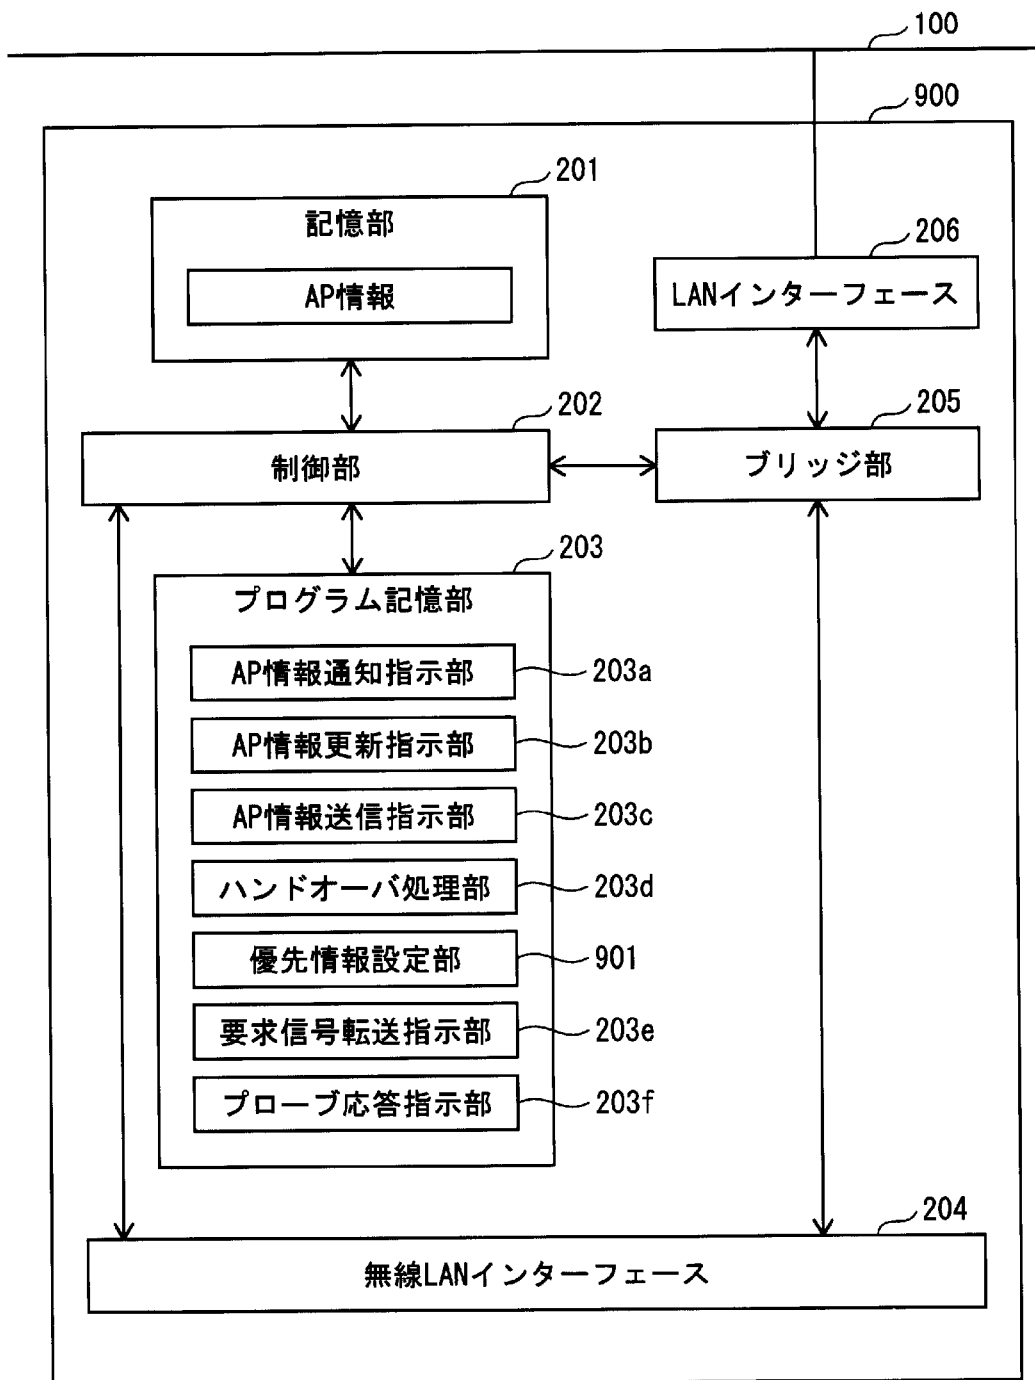 100
900
201
記憶部
AP情報
206
LANインターフェース
202
制御部
205
ブリッジ部
203
プログラム記憶部
AP情報通知指示部
203a
AP情報更新指示部
203b
AP情報送信指示部
203c
ハンドオーバ処理部
203d
優先情報設定部
901
要求信号転送指示部
203e
プローブ応答指示部
203f
204
無線LANインターフェース